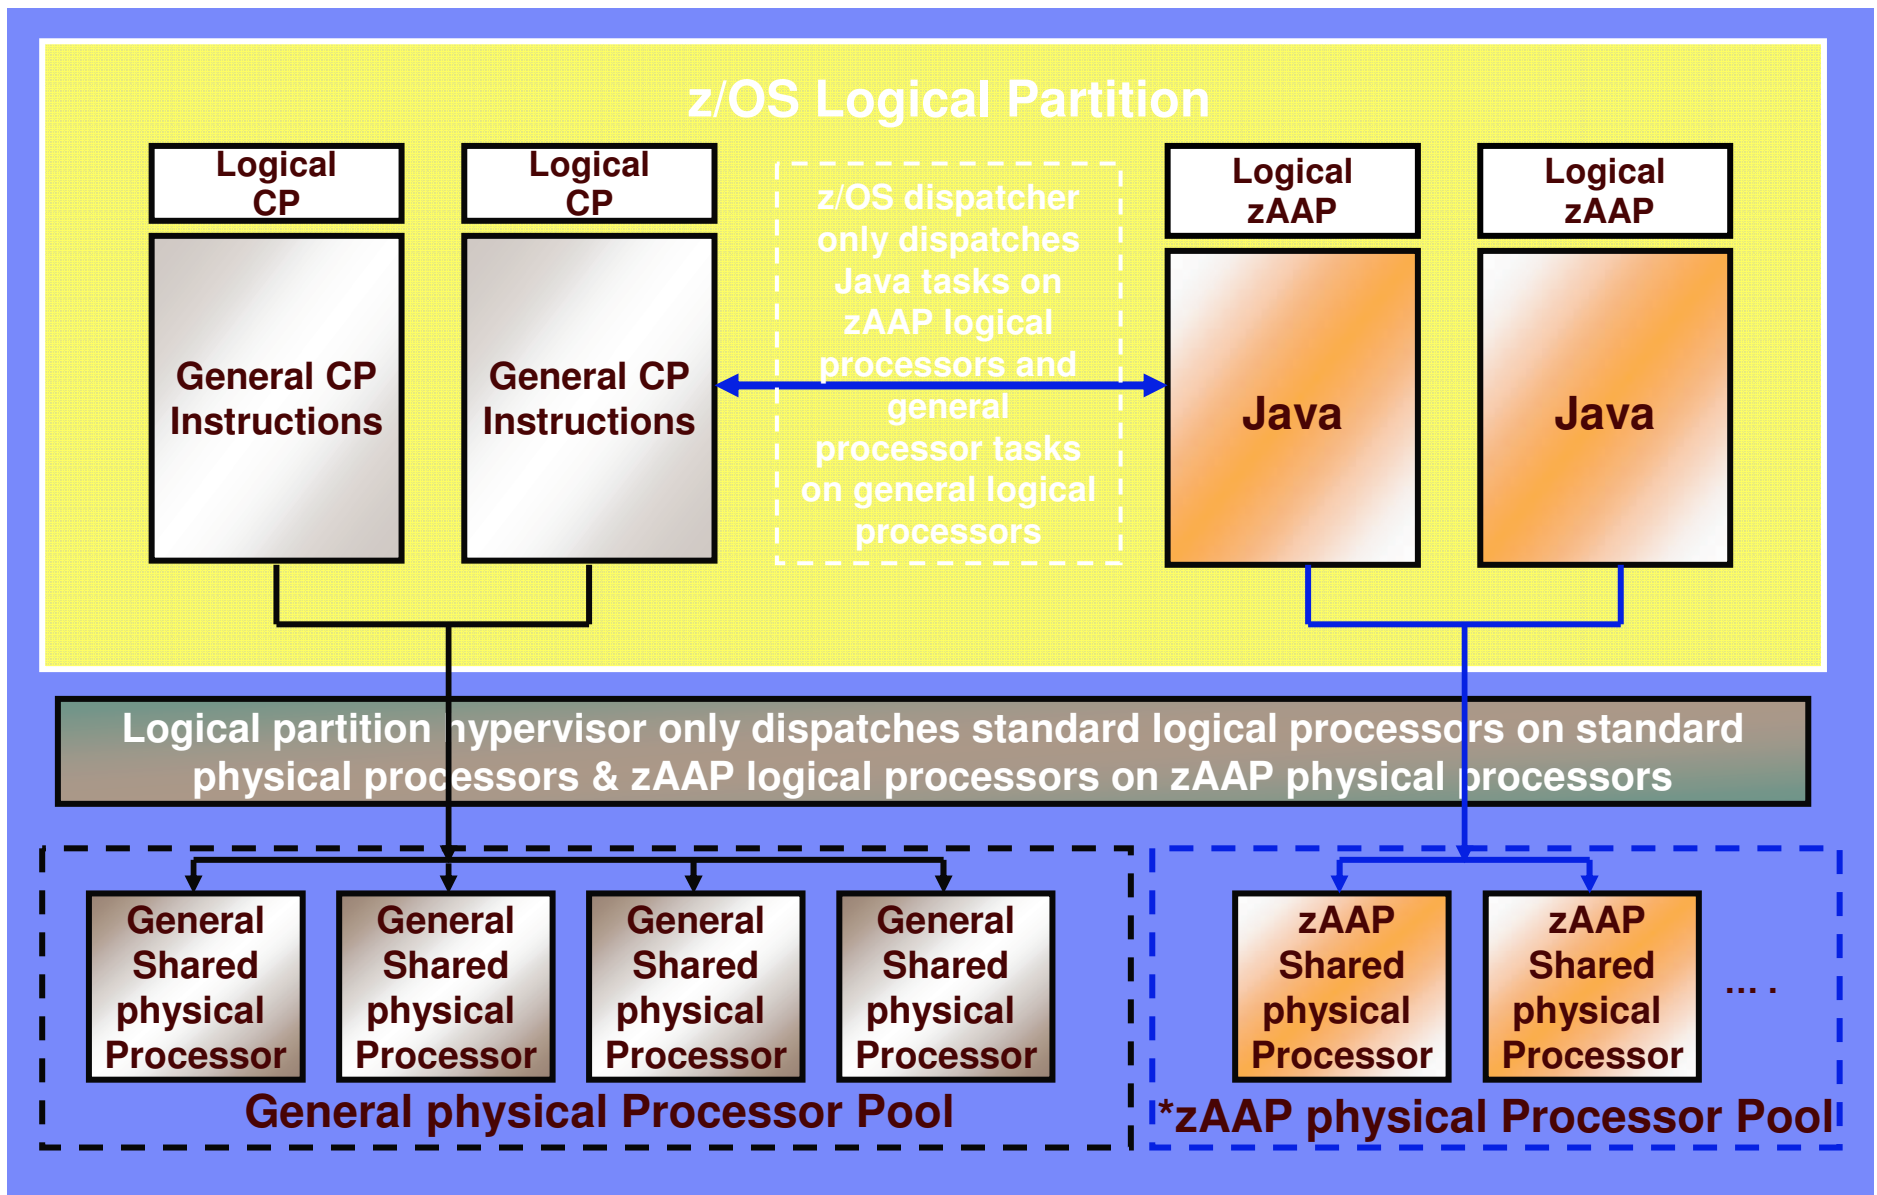 z/OS Logical Partition
Logical
CP
Logical
CP
Logical
zAAP
Logical
zAAP
General CP
Instructions
General CP
Instructions
z/OS dispatcher
only dispatches
Java tasks on
zAAP logical
processors and
general
processor tasks
on general logical
processors
Java
Java
Logical partition hypervisor only dispatches standard logical processors on standard
physical processors & zAAP logical processors on zAAP physical processors
General
Shared
physical
Processor
General
Shared
physical
Processor
General
Shared
physical
Processor
General
Shared
physical
Processor
General physical Processor Pool
zAAP
Shared
physical
Processor
zAAP
Shared
physical
Processor
... .
*zAAP physical Processor Pool